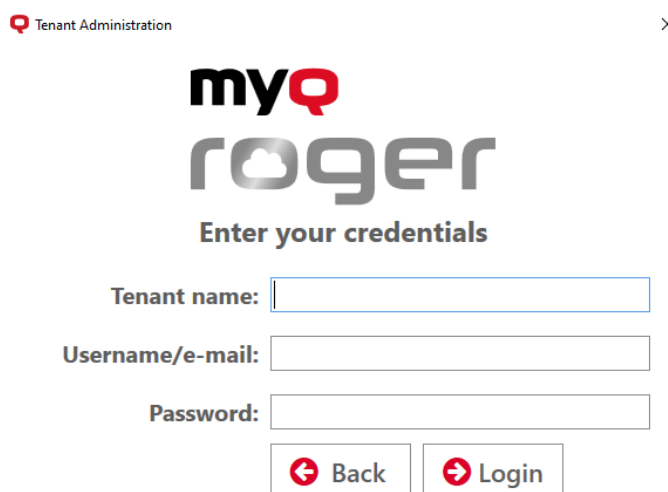 Tenant Administration
myQ
roger
Enter your credentials
Tenant name:
Username/e-mail:
Password:
Back
Login